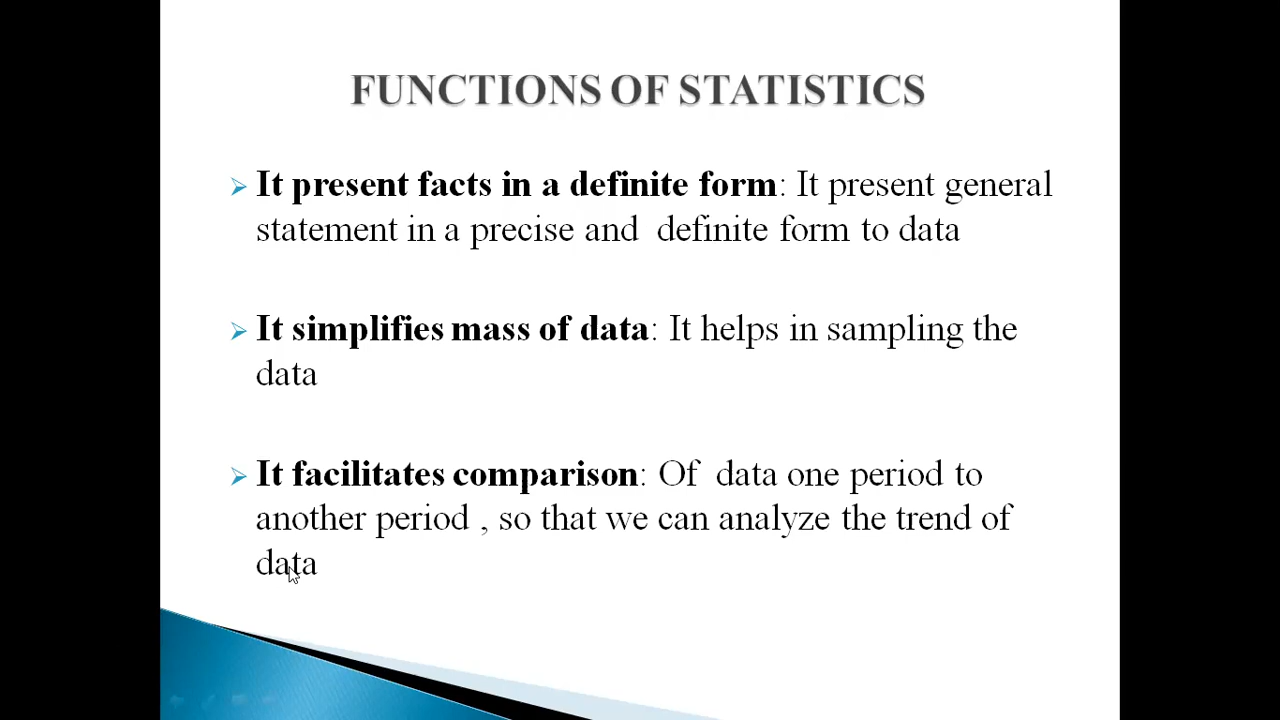 FUNCTIONS OF STATISTICS
➢ It present facts in a definite form: It present general
statement in a precise and definite form to data
➢ It simplifies mass of data: It helps in sampling the
data
➢ It facilitates comparison: Of data one period to
another period , so that we can analyze the trend of
data